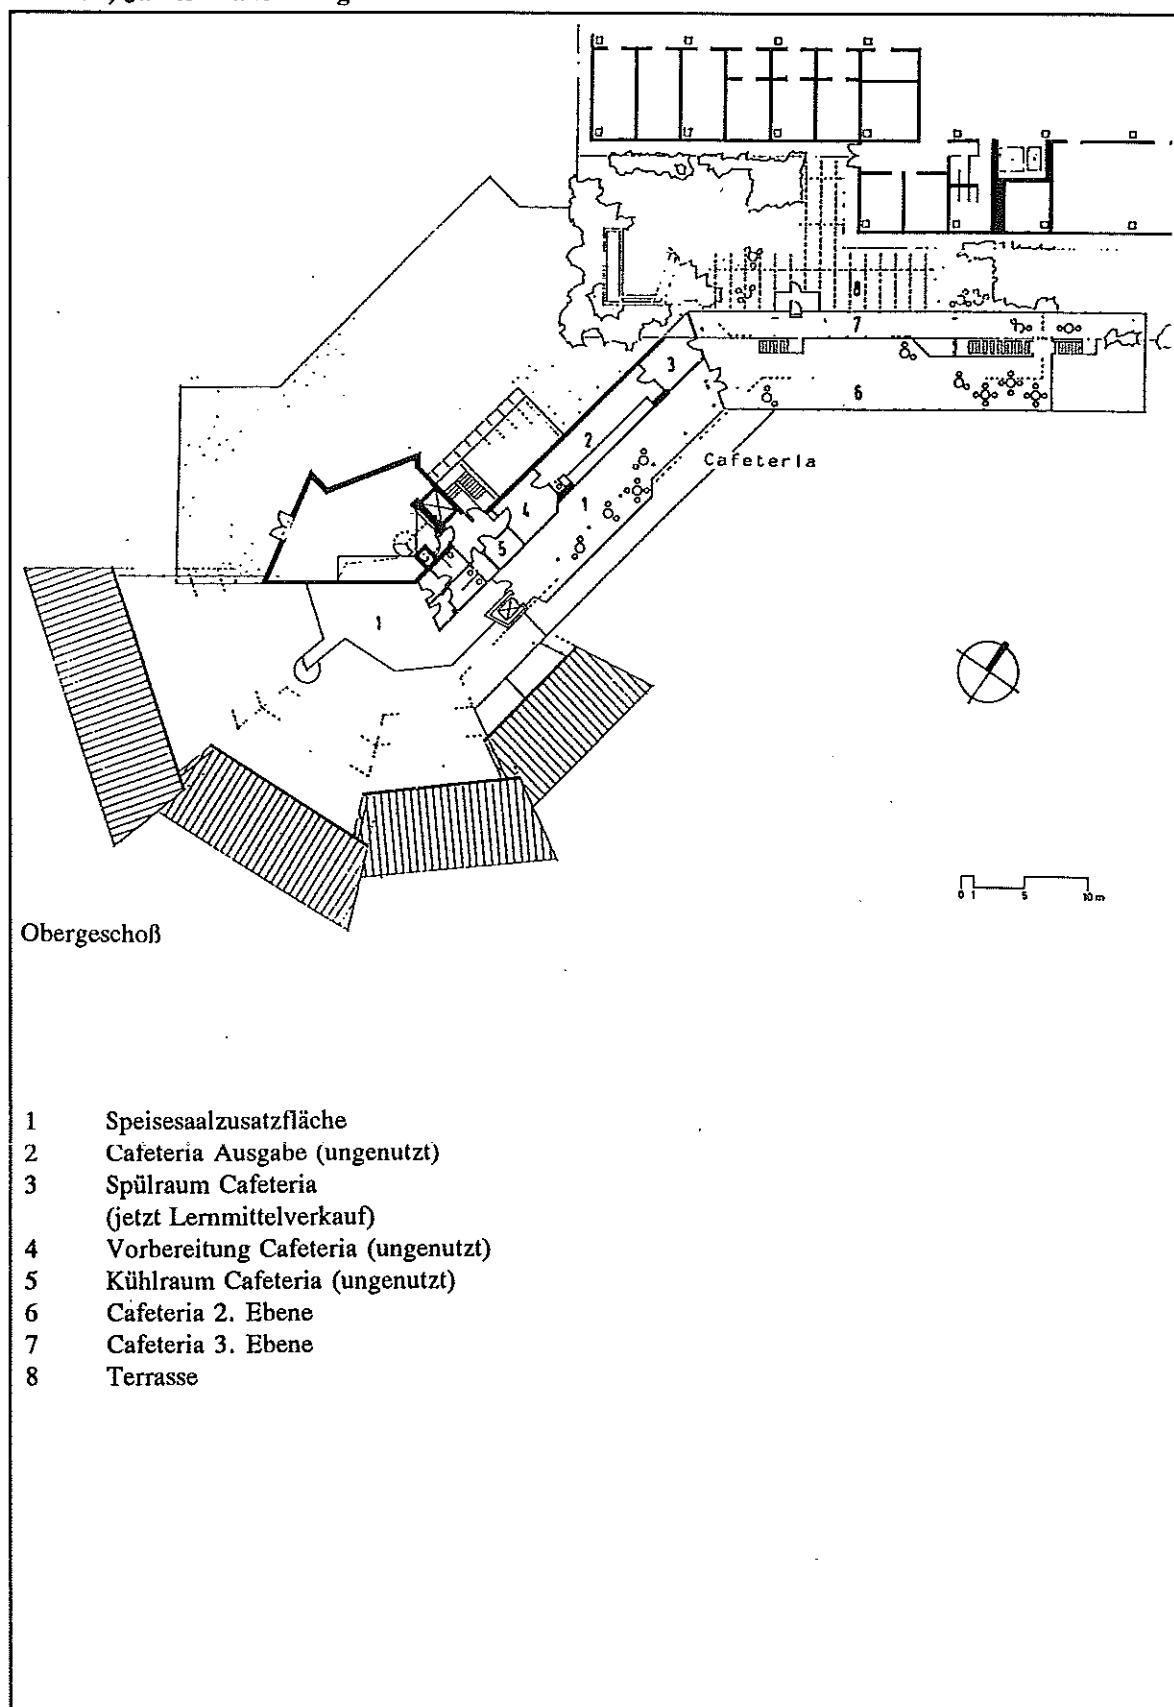 7
8
3
6
2
Cafeteria
1
4
5
1
0 1 5 10 m
Obergeschoß
1 Speisesaalzusatzfläche
2 Cafeteria Ausgabe (ungenutzt)
3 Spülraum Cafeteria
(jetzt Lernmittelverkauf)
4 Vorbereitung Cafeteria (ungenutzt)
5 Kühlraum Cafeteria (ungenutzt)
6 Cafeteria 2. Ebene
7 Cafeteria 3. Ebene
8 Terrasse